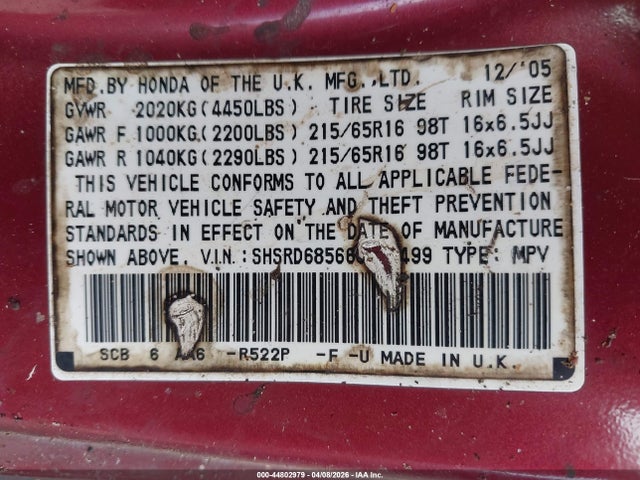 MFD.BY HONDA OF THE U.K. MFG.,LTD. 12/'05
GVWR 2020KG(4450LBS) TIRE SIZE RIM SIZE
GAWR F 1000KG(2200LBS) 215/65R16 98T 16x6.5JJ
GAWR R 1040KG(2290LBS) 215/65R16 98T 16x6.5JJ
THIS VEHICLE CONFORMS TO ALL APPLICABLE FEDE-
RAL MOTOR VEHICLE SAFETY AND THEFT PREVENTION
STANDARDS IN EFFECT ON THE DATE OF MANUFACTURE
SHOWN ABOVE. V.I.N.: TYPE: MPV
SCB 6 AA6 -R522P -F -U MADE IN U.K.
000-44802979 - 04/08/2026 - IAA Inc.